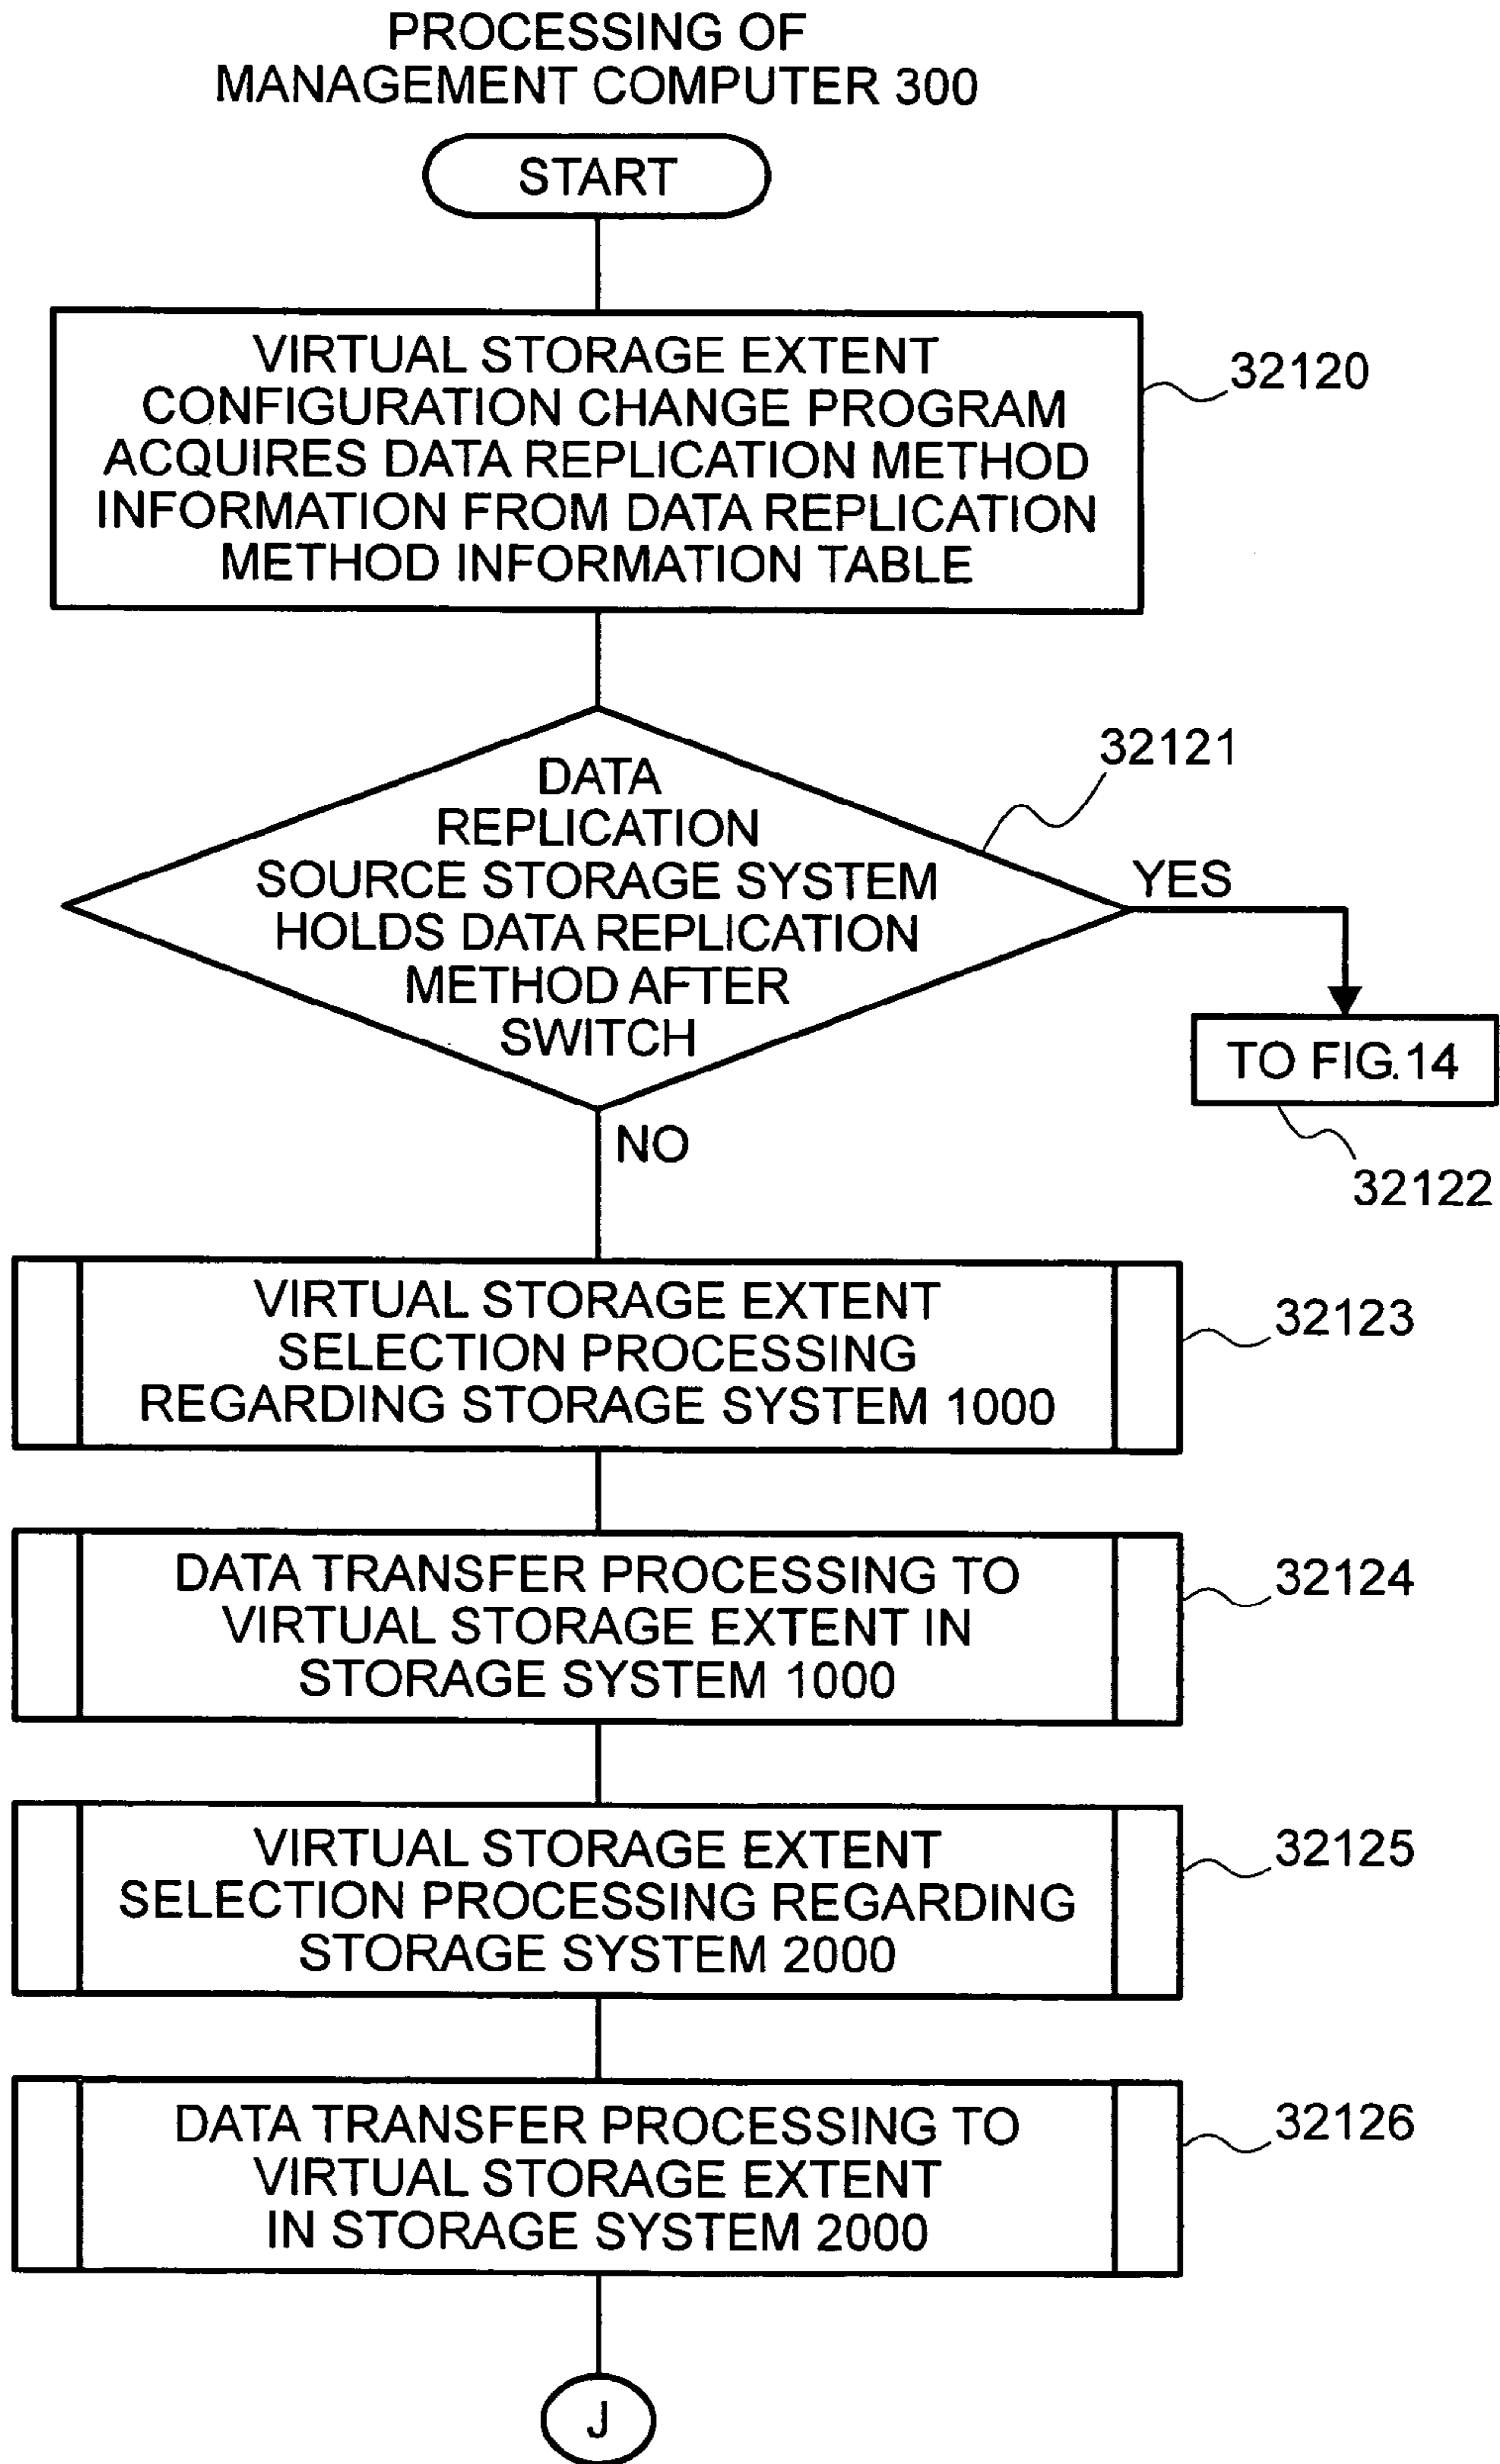 PROCESSING OF
MANAGEMENT COMPUTER 300
START
VIRTUAL STORAGE EXTENT
CONFIGURATION CHANGE PROGRAM
ACQUIRES DATA REPLICATION METHOD
INFORMATION FROM DATA REPLICATION
METHOD INFORMATION TABLE
32120
DATA
REPLICATION
SOURCE STORAGE SYSTEM
HOLDS DATA REPLICATION
METHOD AFTER
SWITCH
32121
YES
TO FIG.14
32122
NO
VIRTUAL STORAGE EXTENT
SELECTION PROCESSING
REGARDING STORAGE SYSTEM 1000
32123
DATA TRANSFER PROCESSING TO
VIRTUAL STORAGE EXTENT IN
STORAGE SYSTEM 1000
32124
VIRTUAL STORAGE EXTENT
SELECTION PROCESSING REGARDING
STORAGE SYSTEM 2000
32125
DATA TRANSFER PROCESSING TO
VIRTUAL STORAGE EXTENT
IN STORAGE SYSTEM 2000
32126
J